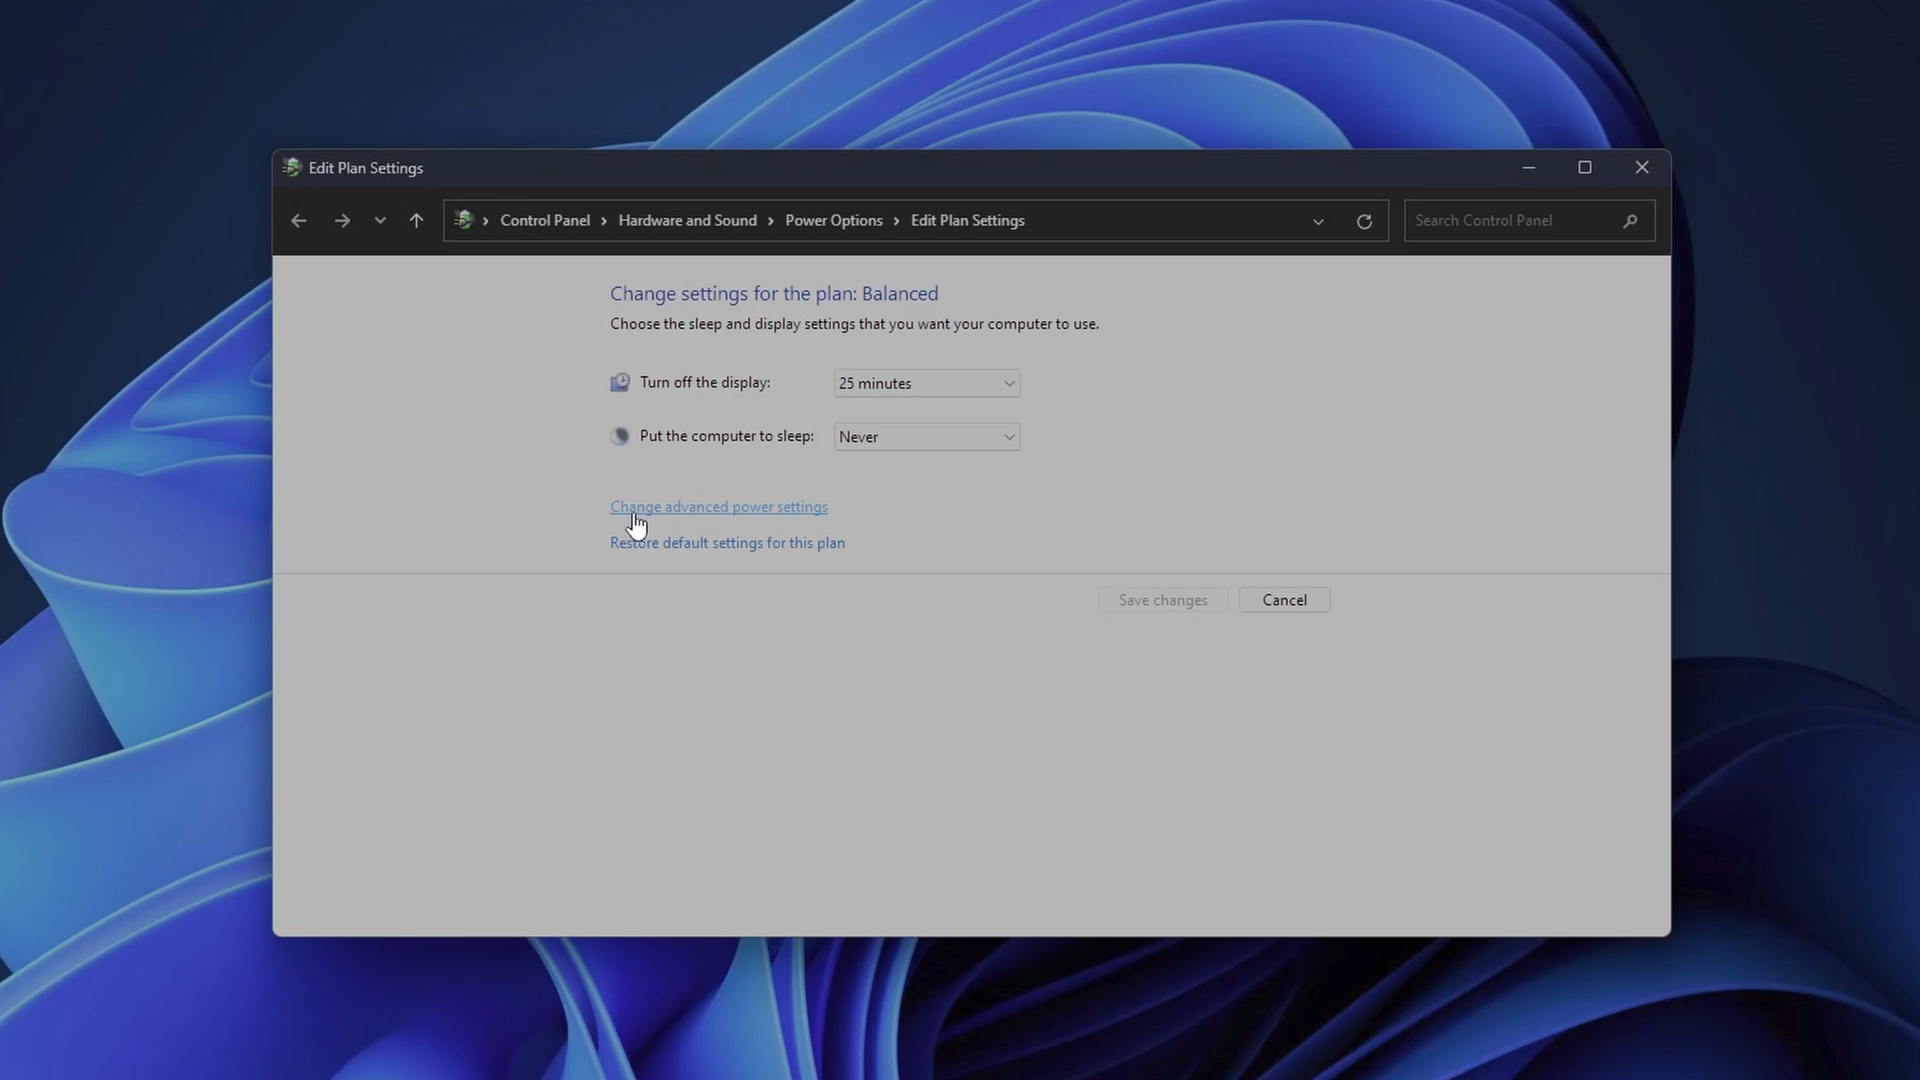 Edit Plan Settings
Control Panel > Hardware and Sound > Power Options > Edit Plan Settings
Search Control Panel
Change settings for the plan: Balanced
Choose the sleep and display settings that you want your computer to use.
Turn off the display: 25 minutes
Put the computer to sleep: Never
Change advanced power settings
Restore default settings for this plan
Save changes Cancel